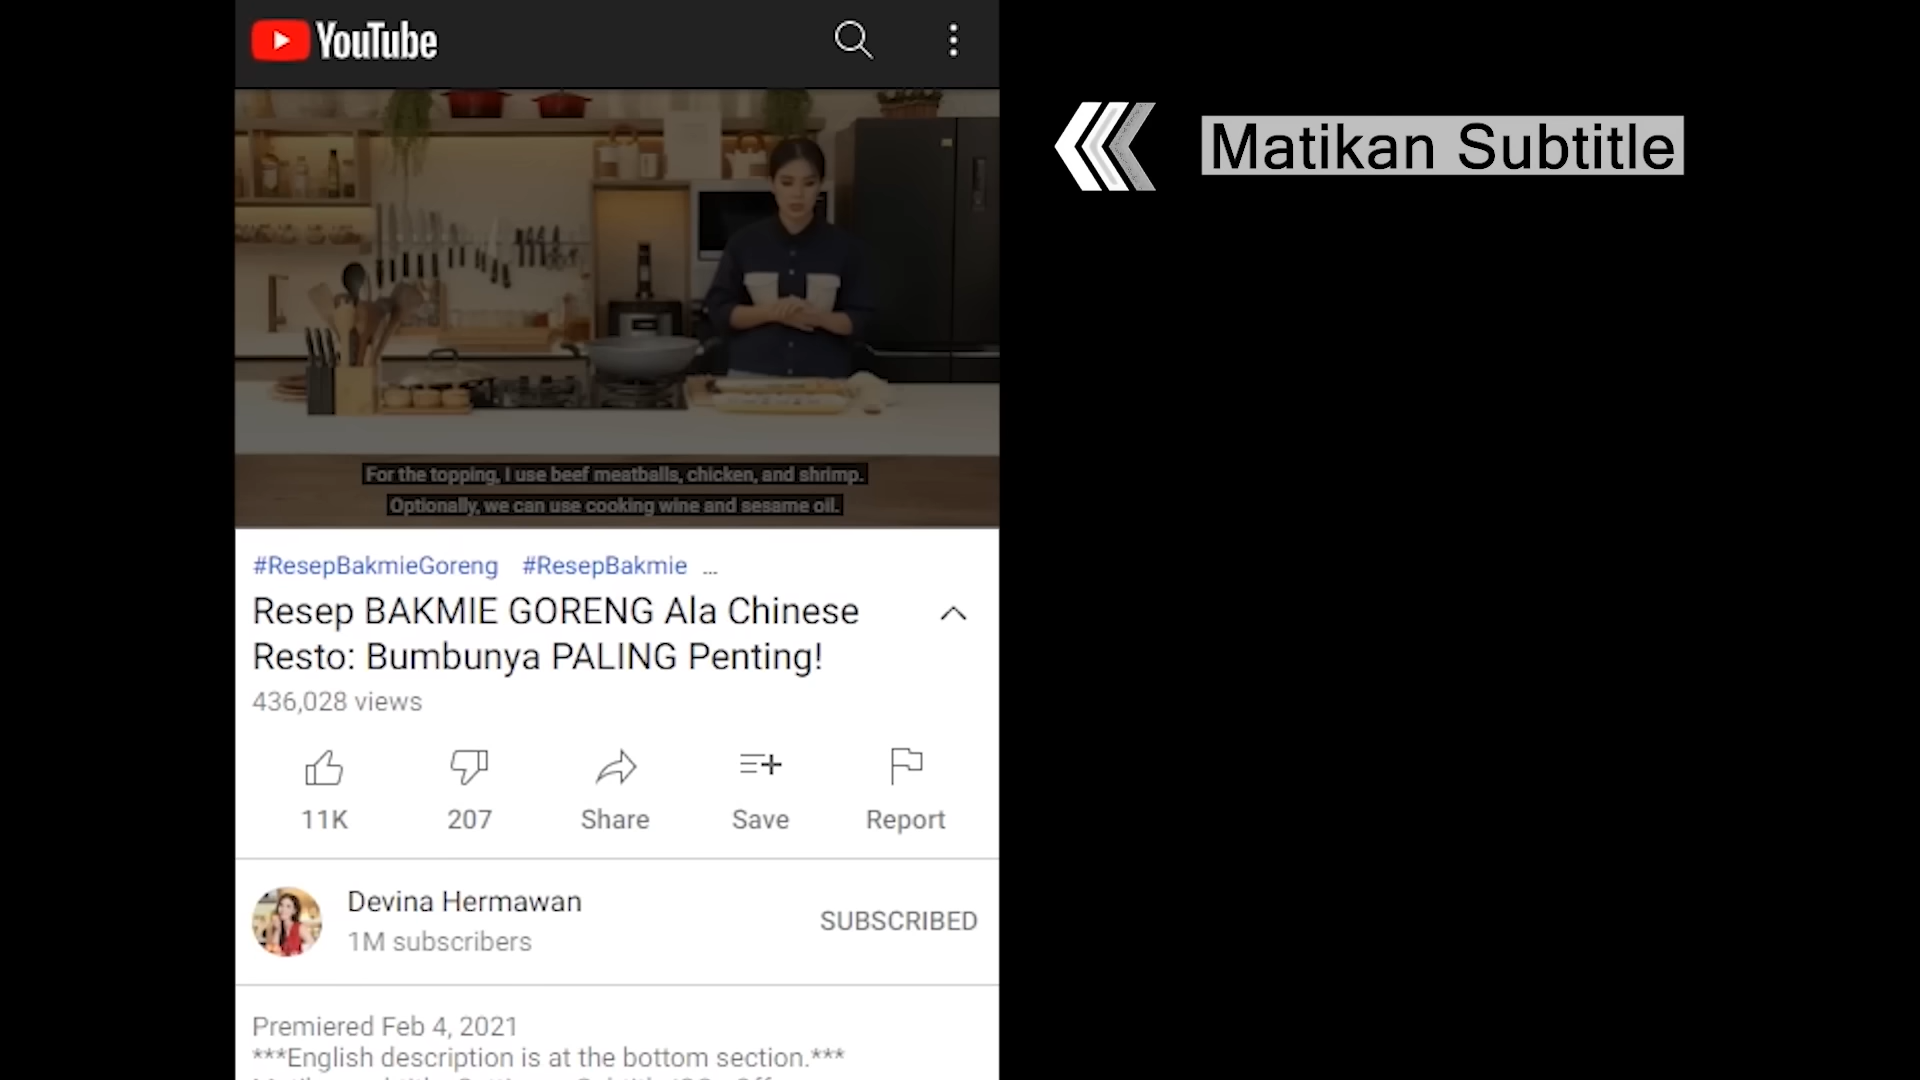 YouTube
Matikan Subtitle
For the topping, I use beef meatballs, chicken, and shrimp.
Optionally, we can use cooking wine and sesame oil.
#ResepBakmieGoreng #ResepBakmie ...
Resep BAKMIE GORENG Ala Chinese
Resto: Bumbunya PALING Penting!
436,028 views
11K 207 Share Save Report
Devina Hermawan
1M subscribers
SUBSCRIBED
Premiered Feb 4, 2021
***English description is at the bottom section.***